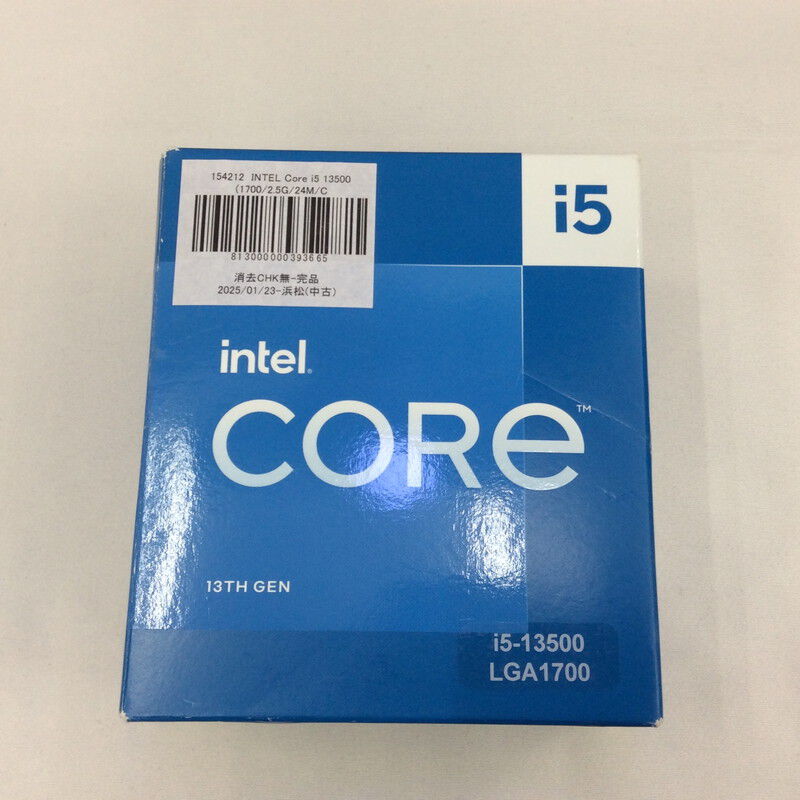 154212 INTEL Core i5 13500
(1700/2.5G/24M/C
813000000393665
消去CHK無-完品
2025/01/23-浜松(中古)
i5
intel.
CORE™
13TH GEN
i5-13500
LGA1700